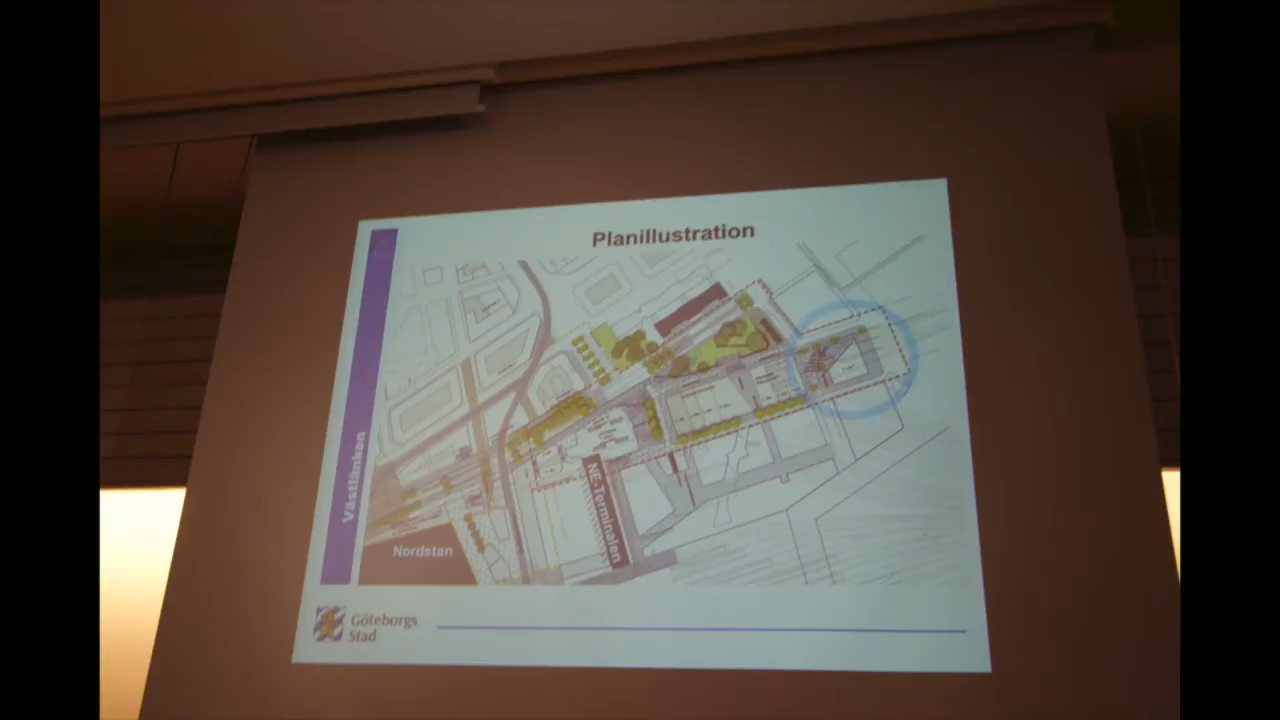 Planillustration
Västlänken
NE-Terminalen
Nordstan
Göteborgs
Stad